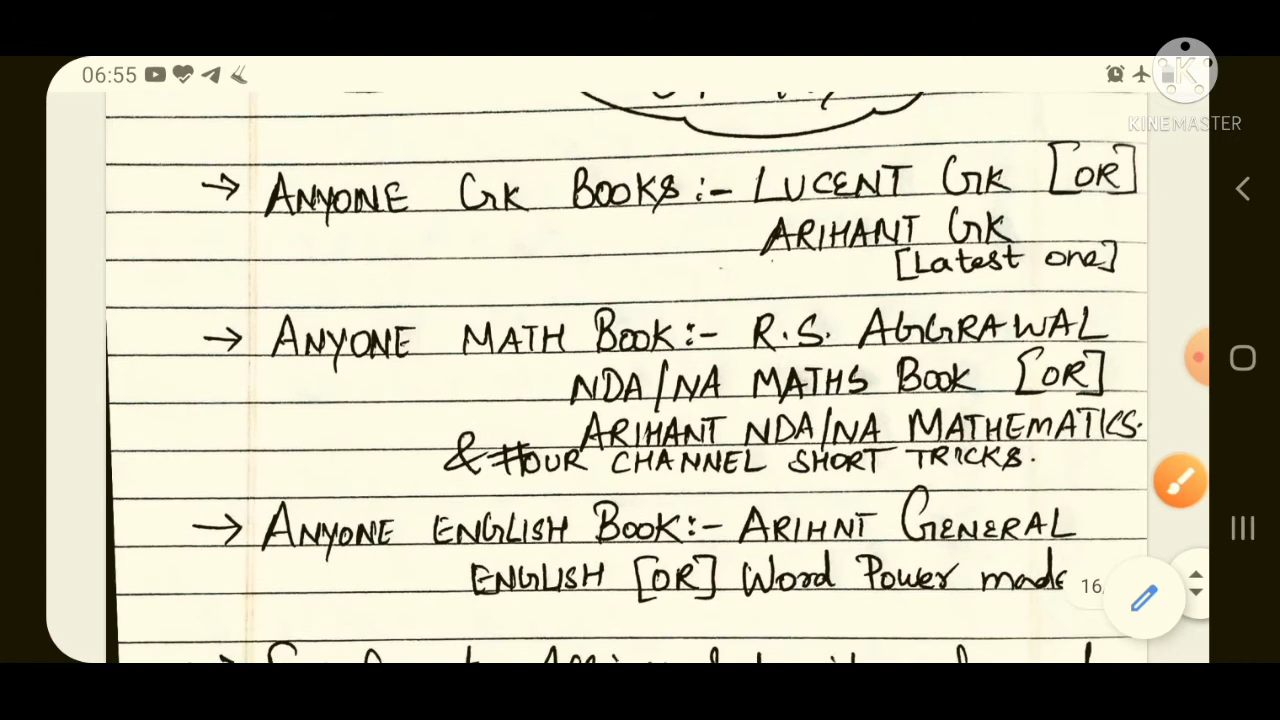 06:55
KINEMASTER
→ ANYONE GK BOOKS:- LUCENT GK [OR]
ARIHANT GK
[Latest one]
→ ANYONE MATH BOOK:- R.S. AGGRAWAL
NDA/NA MATHS BOOK [OR]
ARIHANT NDA/NA MATHEMATICS.
& OUR CHANNEL SHORT TRICKS.
→ ANYONE ENGLISH BOOK:- ARIHNT GENERAL
ENGLISH [OR] Word Power made
16